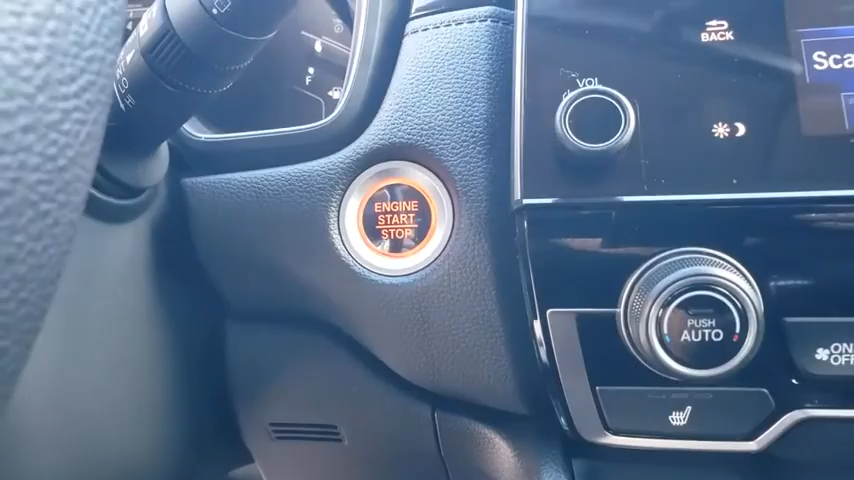 BACK
Sca
VOL
LO
HI
F
ENGINE
START
STOP
PUSH
AUTO
ON
OFF